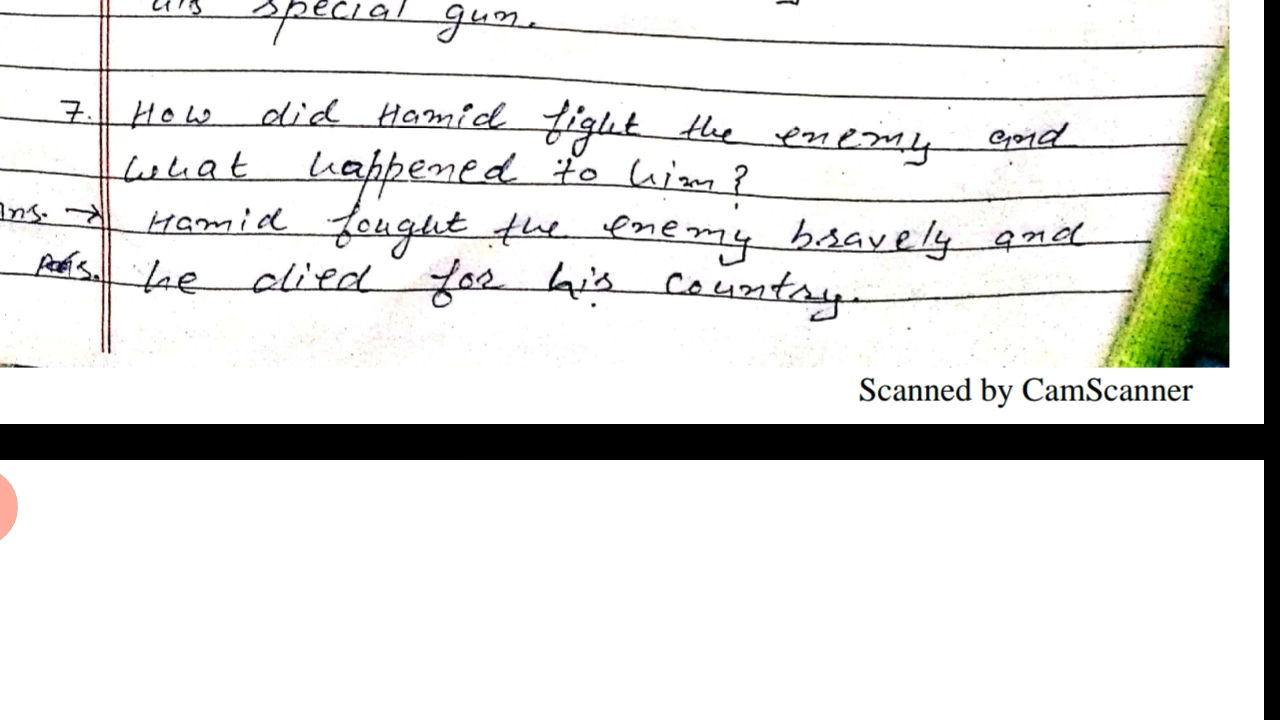 his special gun.
7. How did Hamid fight the enemy and
what happened to him?
Ans. → Hamid fought the enemy bravely and
he died for his country.
Scanned by CamScanner